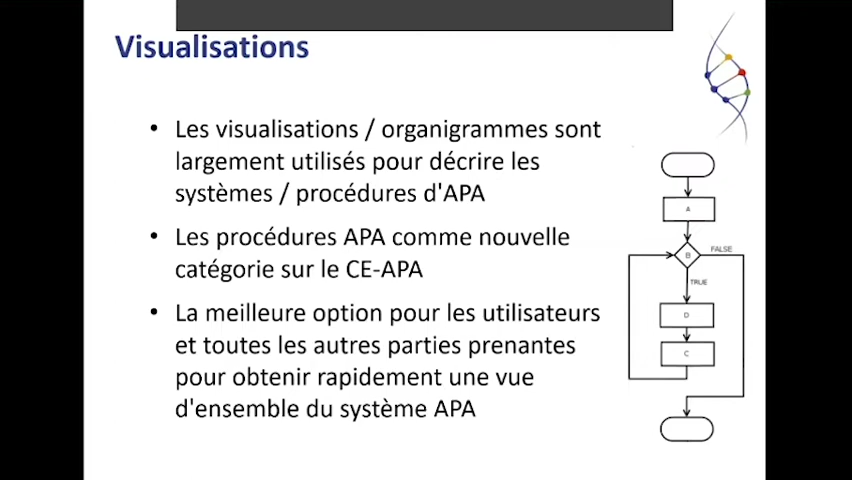 Visualisations
• Les visualisations / organigrammes sont
largement utilisés pour décrire les
systèmes / procédures d'APA
• Les procédures APA comme nouvelle
catégorie sur le CE-APA
• La meilleure option pour les utilisateurs
et toutes les autres parties prenantes
pour obtenir rapidement une vue
d'ensemble du système APA
A
B
FALSE
TRUE
D
C